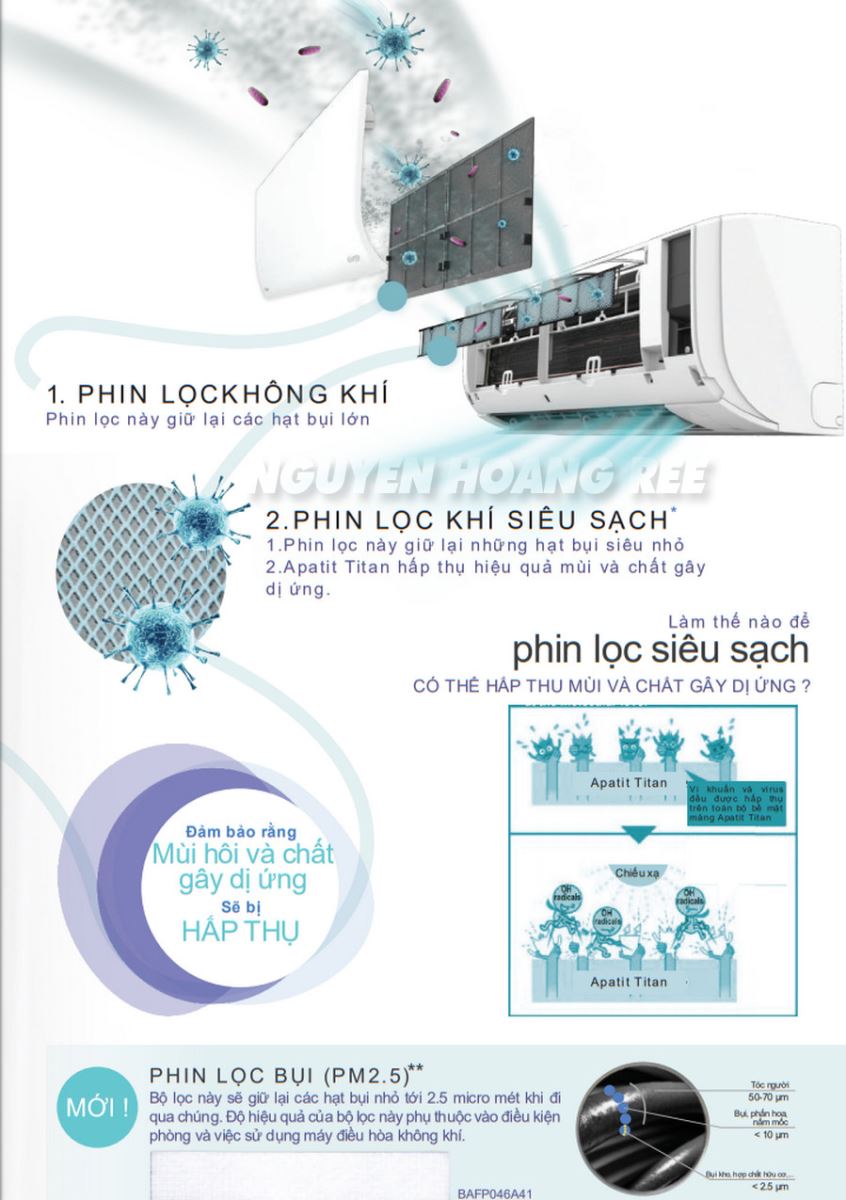 1. PHIN LỌCKHÔNG KHÍ
Phin lọc này giữ lại các hạt bụi lớn
NGUYEN HOANG REE
2.PHIN LỌC KHÍ SIÊU SẠCH*
1.Phin lọc này giữ lại những hạt bụi siêu nhỏ
2.Apatit Titan hấp thụ hiệu quả mùi và chất gây
dị ứng.
Làm thế nào để
phin lọc siêu sạch
CÓ THỂ HẤP THU MÙI VÀ CHẤT GÂY DỊ ỨNG ?
Apatit Titan
Vi khuẩn và virus
đều được hấp thụ
trên toàn bộ bề mặt
màng Apatit Titan
Đảm bảo rằng
Mùi hôi và chất
gây dị ứng
Sẽ bị
HẤP THỤ
Chiếu xạ
OH
radicals
OH
radicals
OH
radicals
Apatit Titan
MỚI !
PHIN LỌC BỤI (PM2.5)**
Bộ lọc này sẽ giữ lại các hạt bụi nhỏ tới 2.5 micro mét khi đi
qua chúng. Độ hiệu quả của bộ lọc này phụ thuộc vào điều kiện
phòng và việc sử dụng máy điều hòa không khí.
BAFP046A41
Tóc người
50-70 µm
Bụi, phấn hoa,
nấm mốc
< 10 µm
Bụi kho, hợp chất hữu cơ,...
< 2.5 µm